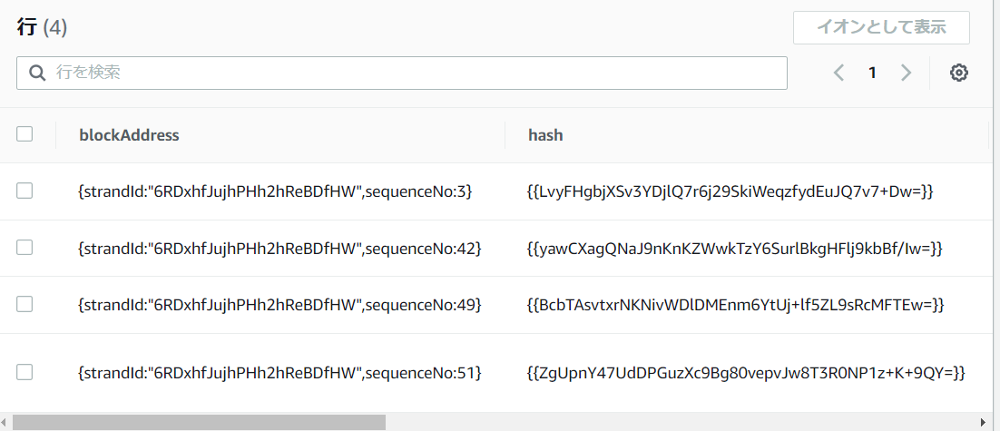 行 (4)
イオンとして表示
行を検索
1
blockAddress hash
{strandId:"6RDxhfJujhPHh2hReBDfHW",sequenceNo:3} {{LvyFHgbjXSv3YDjlQ7r6j29SkiWeqzfydEuJQ7v7+Dw=}}
{strandId:"6RDxhfJujhPHh2hReBDfHW",sequenceNo:42} {{yawCXagQNaJ9nKnKZWwkTzY6SurlBkgHFlj9kbBf/Iw=}}
{strandId:"6RDxhfJujhPHh2hReBDfHW",sequenceNo:49} {{BcbTAsvtxrNKNivWDlDMEnm6YtUj+lf5ZL9sRcMFTEw=}}
{strandId:"6RDxhfJujhPHh2hReBDfHW",sequenceNo:51} {{ZgUpnY47UdDPGuzXc9Bg80vepvJw8T3R0NP1z+K+9QY=}}